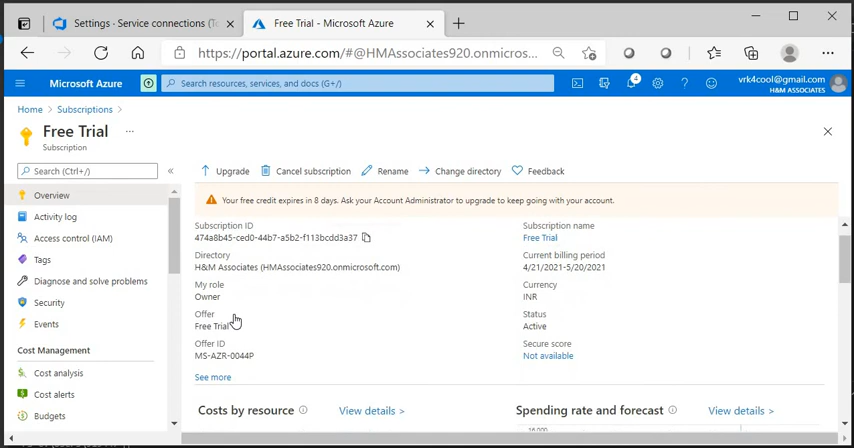 Settings - Service connections (To
Free Trial - Microsoft Azure
https://portal.azure.com/#@HMAssociates920.onmicros...
Microsoft Azure
Search resources, services, and docs (G+/)
4
vrk4cool@gmail.com
H&M ASSOCIATES
Home > Subscriptions >
Free Trial ...
Subscription
Search (Ctrl+/)
«
Upgrade Cancel subscription Rename Change directory Feedback
Overview
Activity log
Access control (IAM)
Tags
Diagnose and solve problems
Security
Events
Cost Management
Cost analysis
Cost alerts
Budgets
Your free credit expires in 8 days. Ask your Account Administrator to upgrade to keep going with your account.
Subscription ID
474a8b45-ced0-44b7-a5b2-f113bcdd3a37
Directory
H&M Associates (HMAssociates920.onmicrosoft.com)
My role
Owner
Offer
Free Trial
Offer ID
MS-AZR-0044P
See more
Subscription name
Free Trial
Current billing period
4/21/2021-5/20/2021
Currency
INR
Status
Active
Secure score
Not available
Costs by resource View details >
Spending rate and forecast View details >